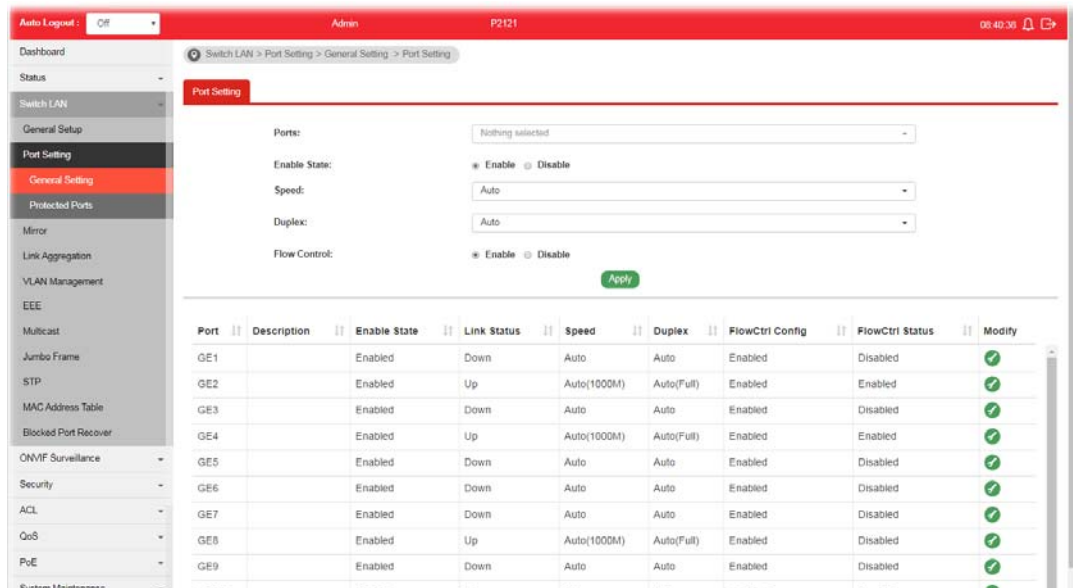 Auto Logout : Off Admin P2121 08:40:36
Dashboard
Status
Switch LAN
General Setup
Port Setting
General Setting
Protected Ports
Mirror
Link Aggregation
VLAN Management
EEE
Multicast
Jumbo Frame
STP
MAC Address Table
Blocked Port Recover
ONVIF Surveillance
Security
ACL
QoS
PoE
System Maintenance
Switch LAN > Port Setting > General Setting > Port Setting
Port Setting
Ports: Nothing selected
Enable State: Enable Disable
Speed: Auto
Duplex: Auto
Flow Control: Enable Disable
Apply
Port Description Enable State Link Status Speed Duplex FlowCtrl Config FlowCtrl Status Modify
GE1 Enabled Down Auto Auto Enabled Disabled
GE2 Enabled Up Auto(1000M) Auto(Full) Enabled Enabled
GE3 Enabled Down Auto Auto Enabled Disabled
GE4 Enabled Up Auto(1000M) Auto(Full) Enabled Enabled
GE5 Enabled Down Auto Auto Enabled Disabled
GE6 Enabled Down Auto Auto Enabled Disabled
GE7 Enabled Down Auto Auto Enabled Disabled
GE8 Enabled Up Auto(1000M) Auto(Full) Enabled Disabled
GE9 Enabled Down Auto Auto Enabled Disabled